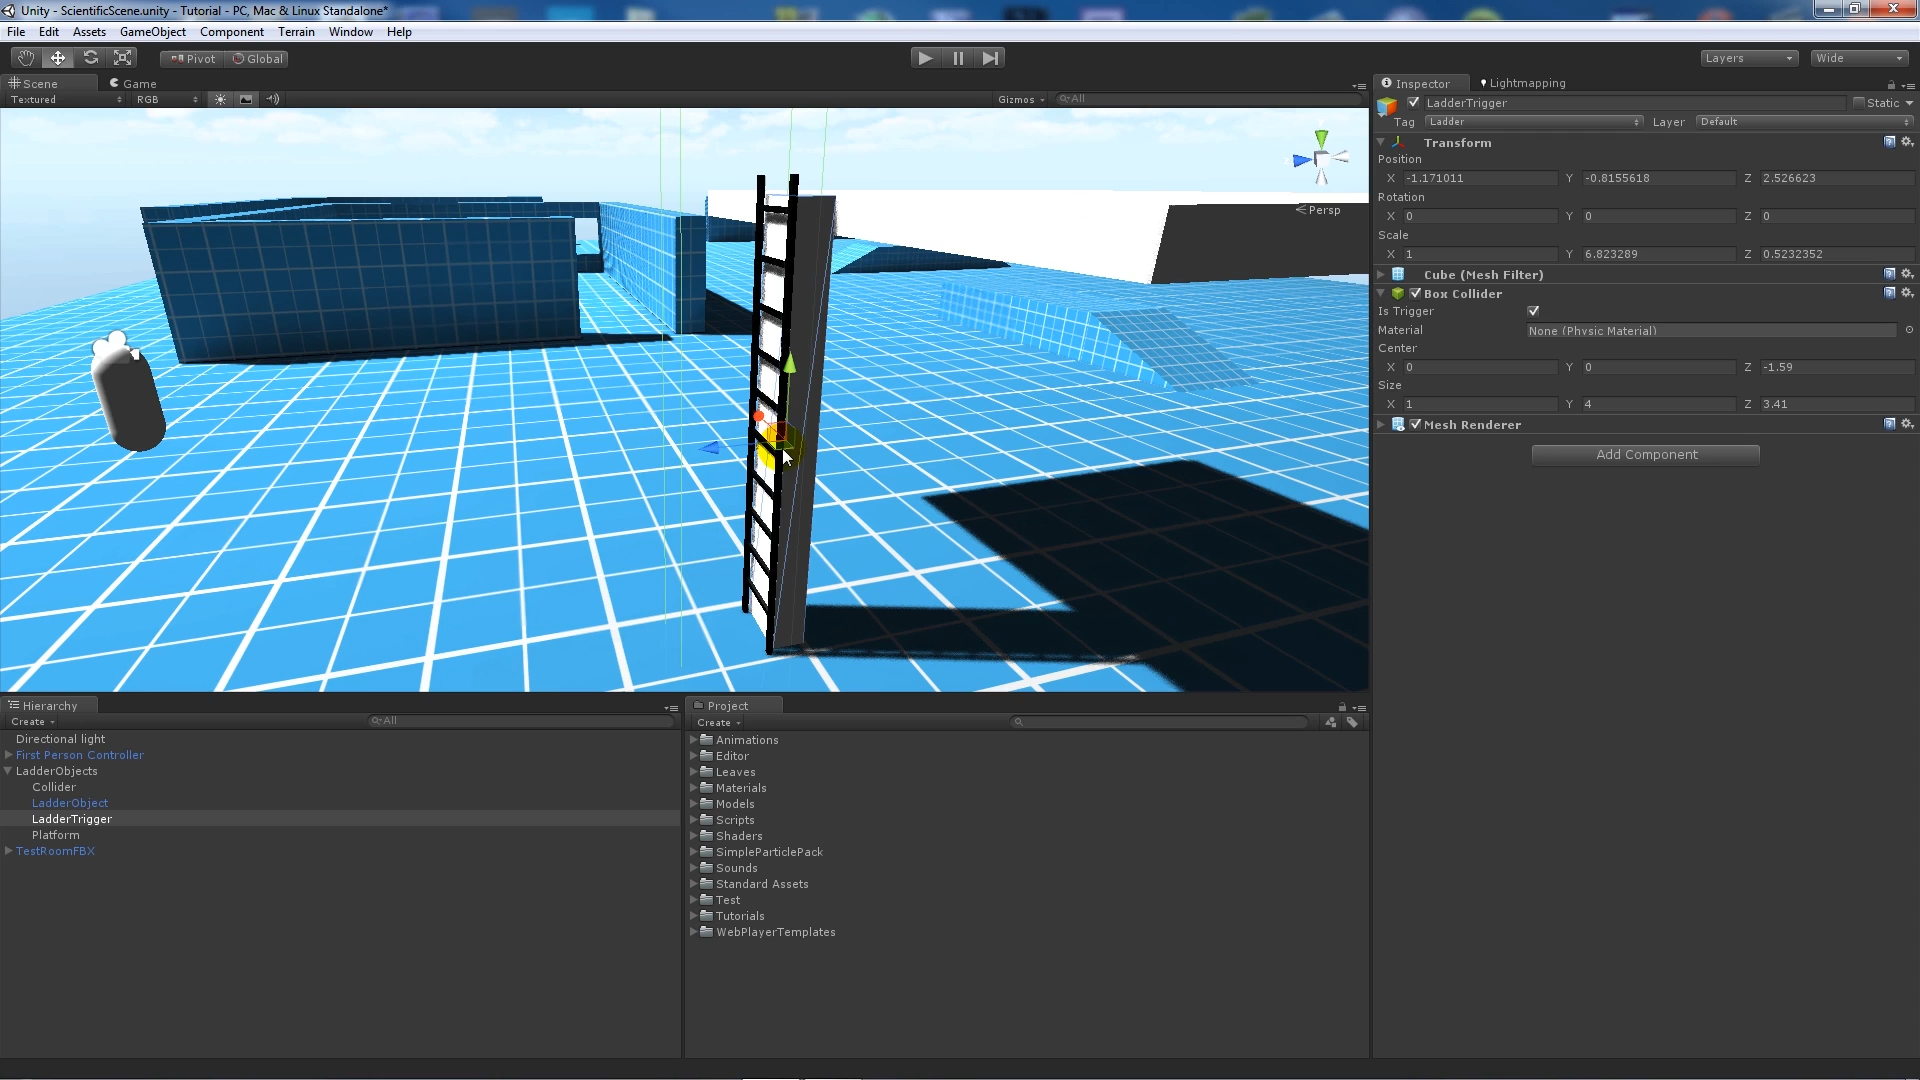 Unity - ScientificScene.unity - Tutorial - PC, Mac & Linux Standalone*
File Edit Assets GameObject Component Terrain Window Help
Pivot Global Layers Wide
Scene Game
Textured RGB Gizmos All
Persp
Inspector Lightmapping
LadderTrigger Static
Tag Ladder Layer Default
Transform
Position
X -1.171011 Y -0.8155618 Z 2.526623
Rotation
X 0 Y 0 Z 0
Scale
X 1 Y 6.823289 Z 0.5232352
Cube (Mesh Filter)
Box Collider
Is Trigger
Material None (Physic Material)
Center
X 0 Y 0 Z -1.59
Size
X 1 Y 4 Z 3.41
Mesh Renderer
Add Component
Hierarchy
Create All
Directional light
First Person Controller
LadderObjects
Collider
LadderObject
LadderTrigger
Platform
TestRoomFBX
Project
Create
Animations
Editor
Leaves
Materials
Models
Scripts
Shaders
SimpleParticlePack
Sounds
Standard Assets
Test
Tutorials
WebPlayerTemplates